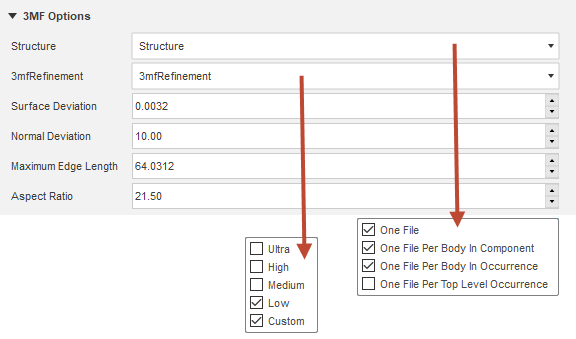 3MF Options
Structure Structure
3mfRefinement 3mfRefinement
Surface Deviation 0.0032
Normal Deviation 10.00
Maximum Edge Length 64.0312
Aspect Ratio 21.50
Ultra
High
Medium
Low
Custom
One File
One File Per Body In Component
One File Per Body In Occurrence
One File Per Top Level Occurrence